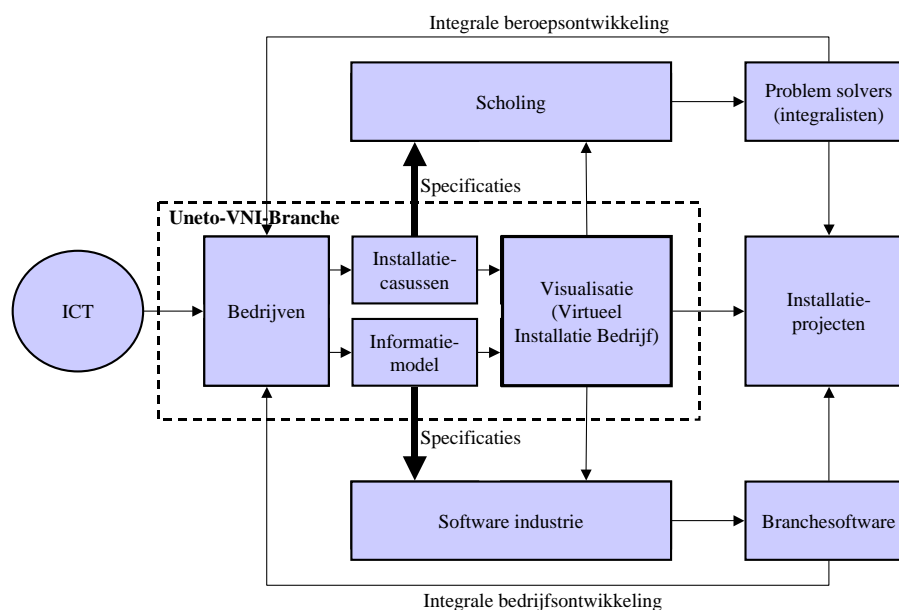 Integrale beroepsontwikkeling
Scholing
Problem solvers
(integralisten)
Specificaties
Uneto-VNI-Branche
ICT
Bedrijven
Installatie-
casussen
Informatie-
model
Visualisatie
(Virtueel
Installatie Bedrijf)
Installatie-
projecten
Specificaties
Software industrie
Branchesoftware
Integrale bedrijfsontwikkeling